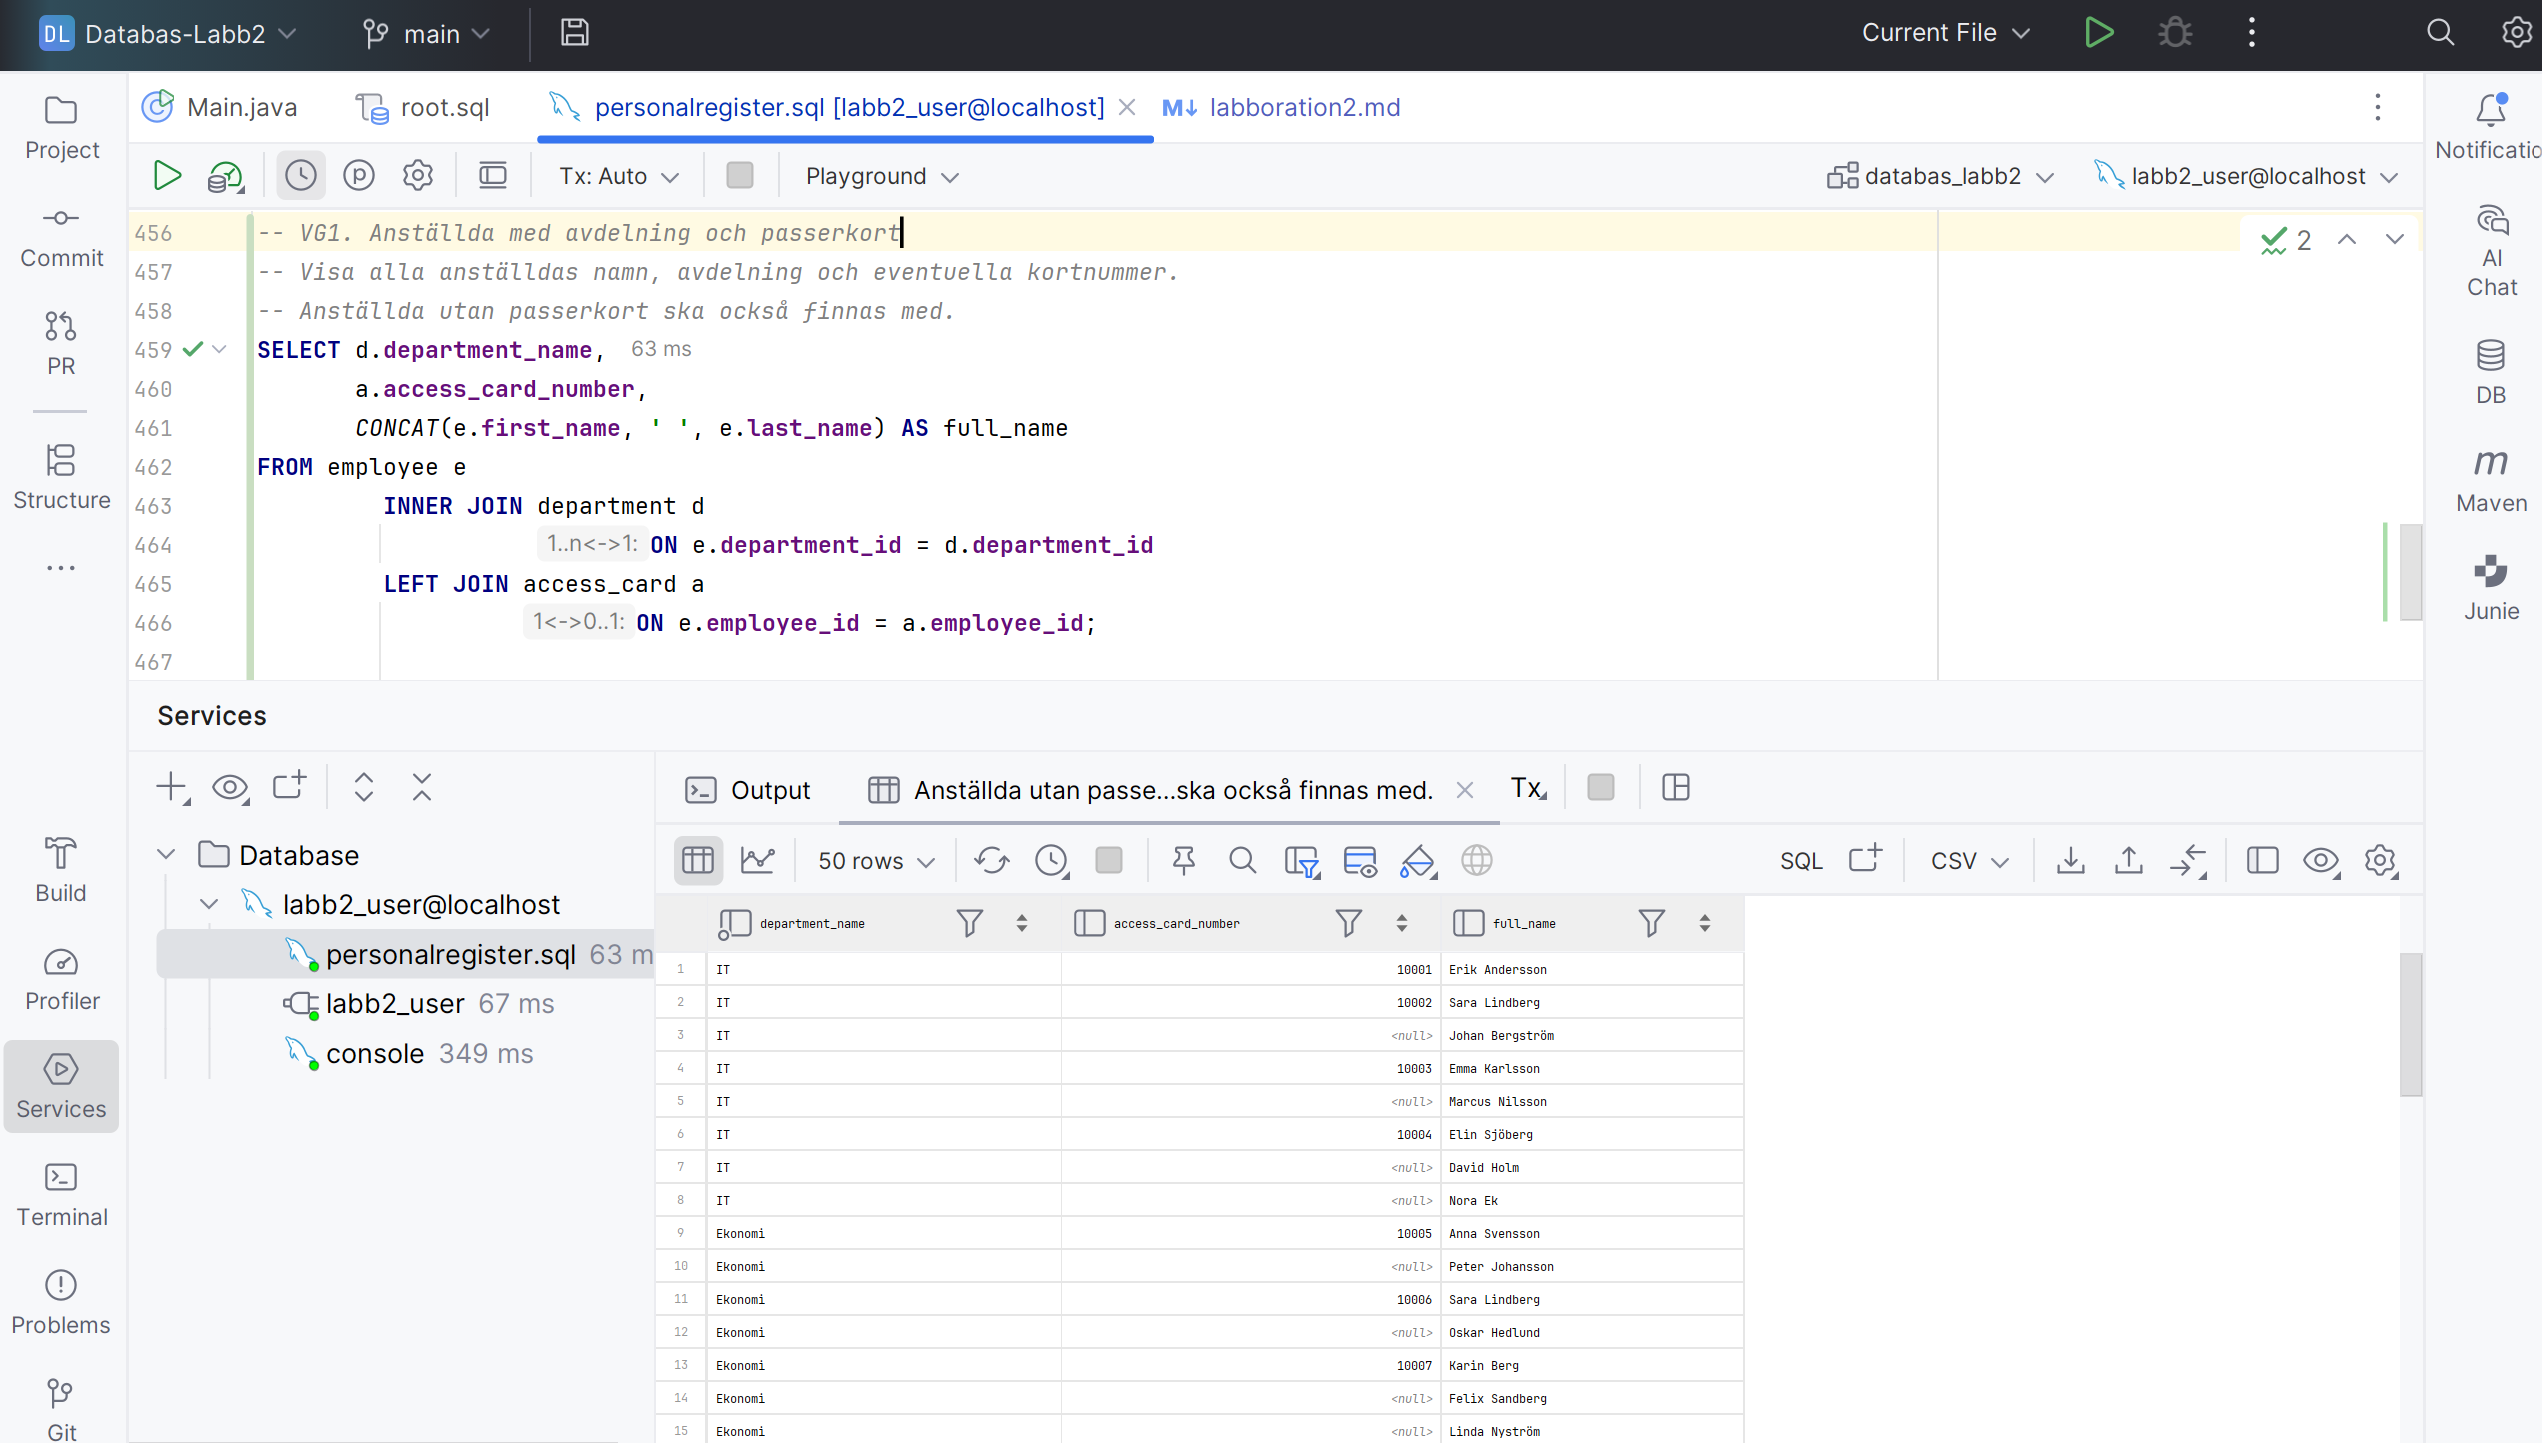 DL Databas-Labb2 main Current File
Main.java root.sql personalregister.sql [labb2_user@localhost] M↓ labboration2.md
Project
Commit
PR
Structure
Build
Profiler
Services
Terminal
Problems
Git
Tx: Auto Playground databas_labb2 labb2_user@localhost
456 -- VG1. Anställda med avdelning och passerkort
457 -- Visa alla anställdas namn, avdelning och eventuella kortnummer.
458 -- Anställda utan passerkort ska också finnas med.
459 SELECT d.department_name, 63 ms
460 a.access_card_number,
461 CONCAT(e.first_name, ' ', e.last_name) AS full_name
462 FROM employee e
463 INNER JOIN department d
464 1..n<->1: ON e.department_id = d.department_id
465 LEFT JOIN access_card a
466 1<->0..1: ON e.employee_id = a.employee_id;
467
2
Notificatio
AI
Chat
DB
m
Maven
Junie
Services
Database
labb2_user@localhost
personalregister.sql 63 m
labb2_user 67 ms
console 349 ms
Output Anställda utan passe...ska också finnas med. Tx
50 rows SQL CSV
department_name access_card_number full_name
1 IT 10001 Erik Andersson
2 IT 10002 Sara Lindberg
3 IT <null> Johan Bergström
4 IT 10003 Emma Karlsson
5 IT <null> Marcus Nilsson
6 IT 10004 Elin Sjöberg
7 IT <null> David Holm
8 IT <null> Nora Ek
9 Ekonomi 10005 Anna Svensson
10 Ekonomi <null> Peter Johansson
11 Ekonomi 10006 Sara Lindberg
12 Ekonomi <null> Oskar Hedlund
13 Ekonomi 10007 Karin Berg
14 Ekonomi <null> Felix Sandberg
15 Ekonomi <null> Linda Nyström